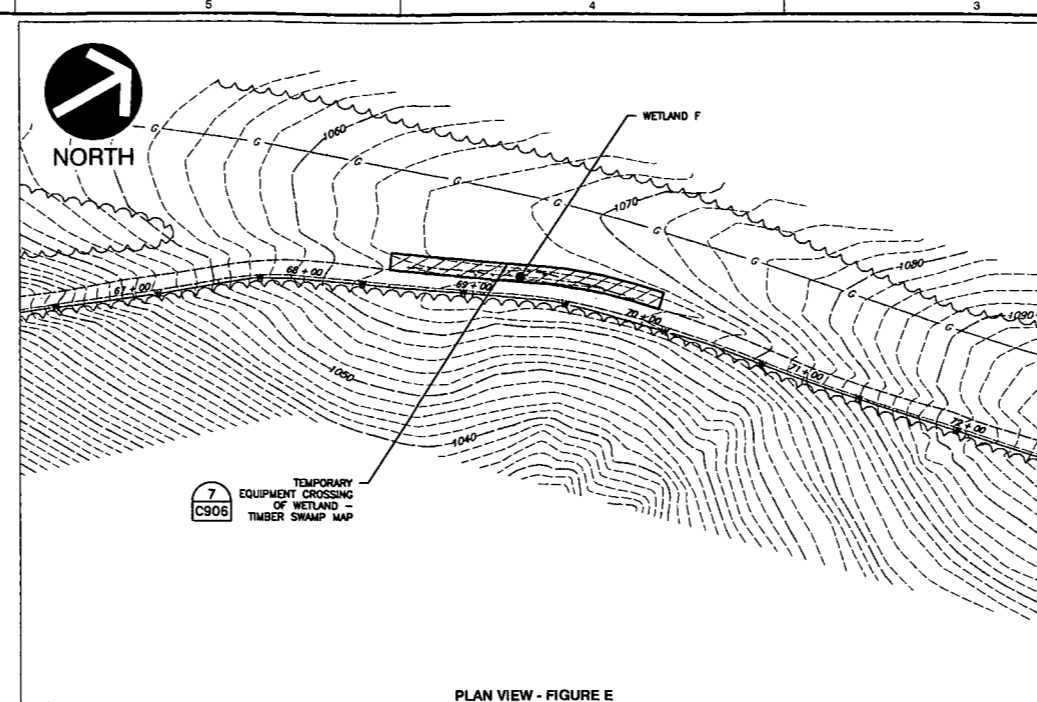 5 4 3
NORTH
WETLAND F
G G G G G G G G G
1060
1070
1080
1090
67+00 68+00 69+00 70+00 71+00 72+00
1050
1040
7
C906
TEMPORARY
EQUIPMENT CROSSING
OF WETLAND -
TIMBER SWAMP MAP
PLAN VIEW - FIGURE E